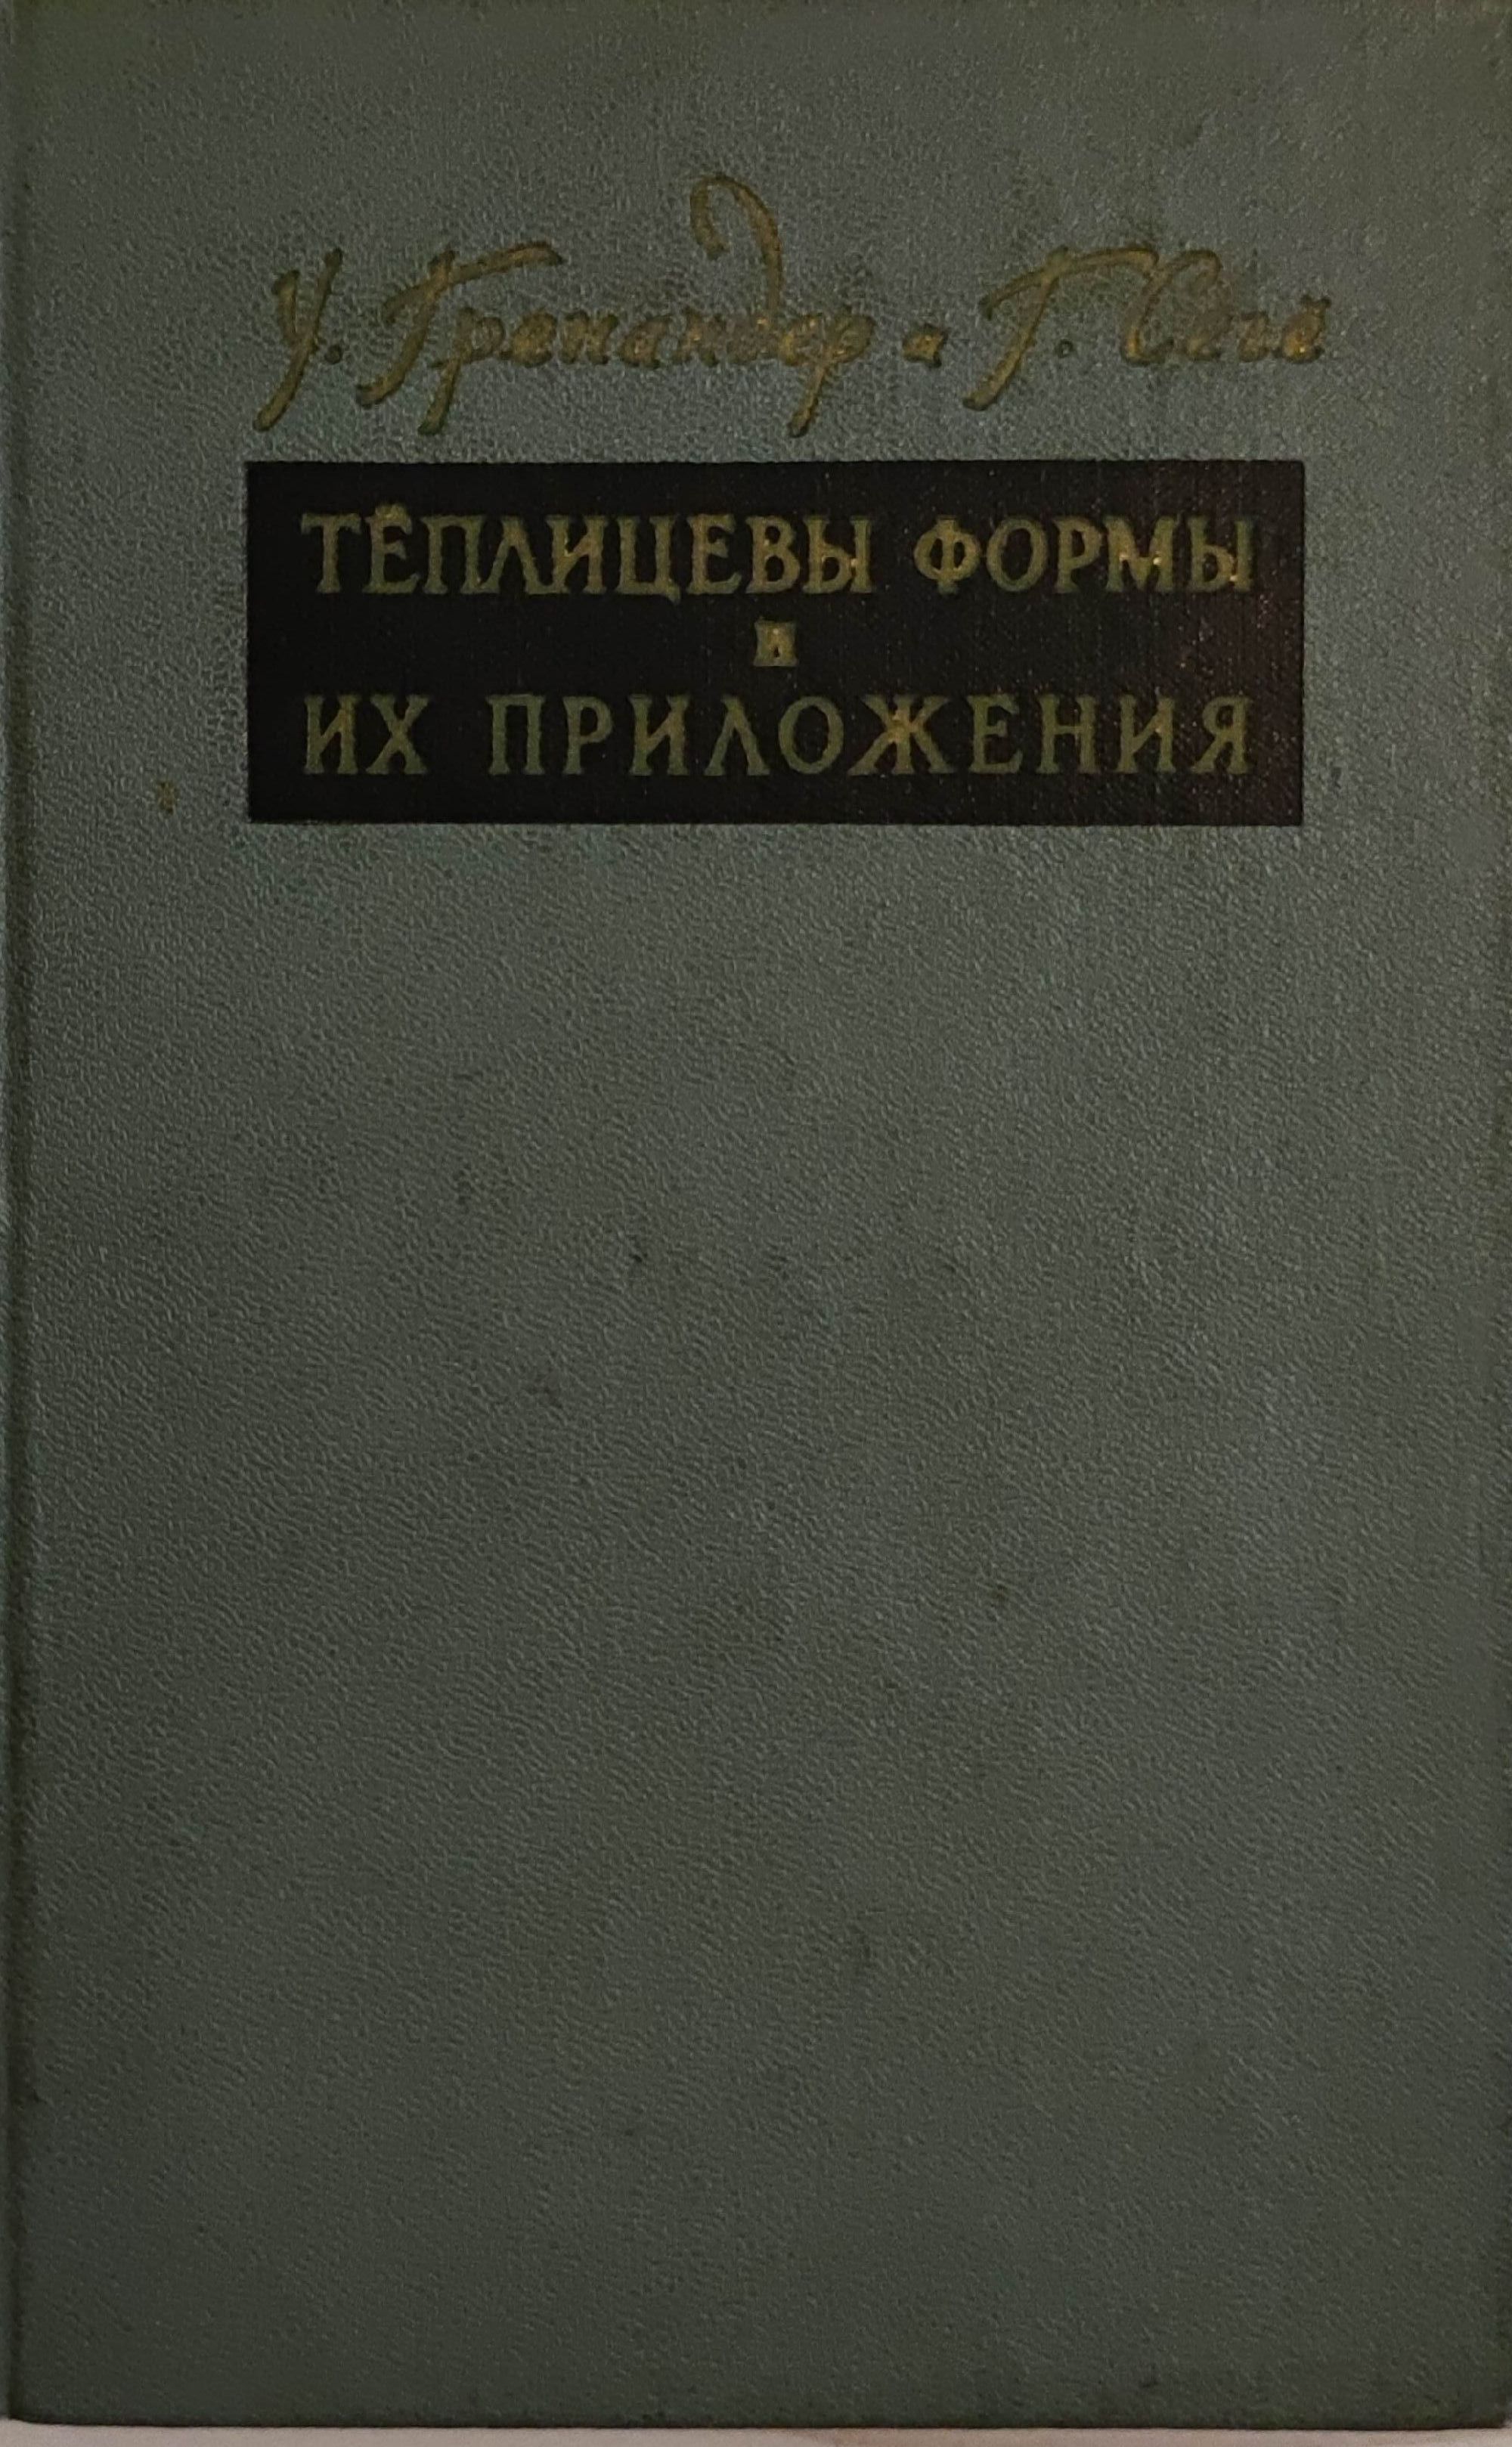 У. Гренандер и Г. Сегё
ТЁПЛИЦЕВЫ ФОРМЫ
и
ИХ ПРИЛОЖЕНИЯ